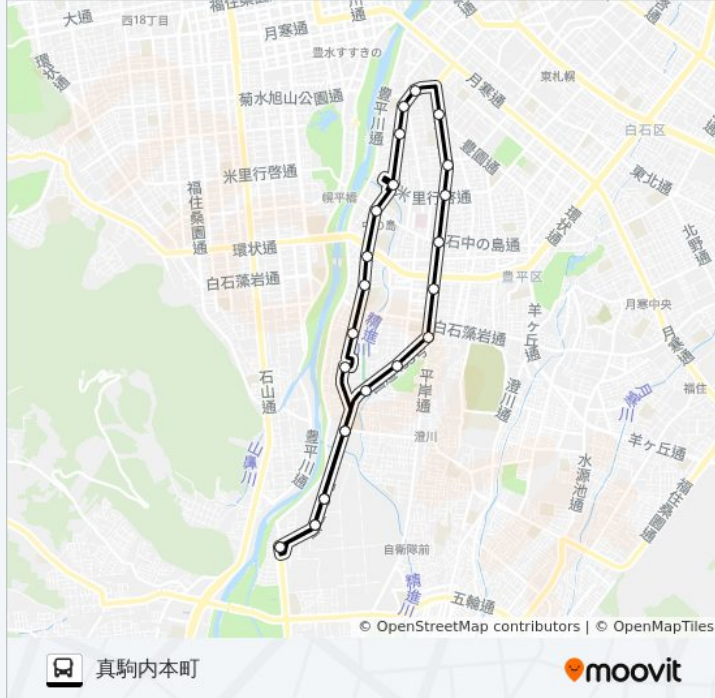 大通
西18丁目
福住桑園通
月寒通
豊水すすきの
川通
環状通
菊水旭山公園通
豊平川通
月寒通
東札幌
白石区
豊園通
東北通
米里行啓通
幌平橋
米里行啓通
福住桑園通
中の島
環状通
北野通
環状通
石中の島通
豊平区
白石藻岩通
月寒中央
羊ケ丘通
精進川
白石藻岩通
月寒通
石山通
平岸通
澄川通
月寒川
福住
豊平川
山鼻川
澄川
羊ケ丘通
水源池通
福住桑園通
自衛隊前
精進川
五輪通
© OpenStreetMap contributors | © OpenMapTiles
真駒内本町
moovit